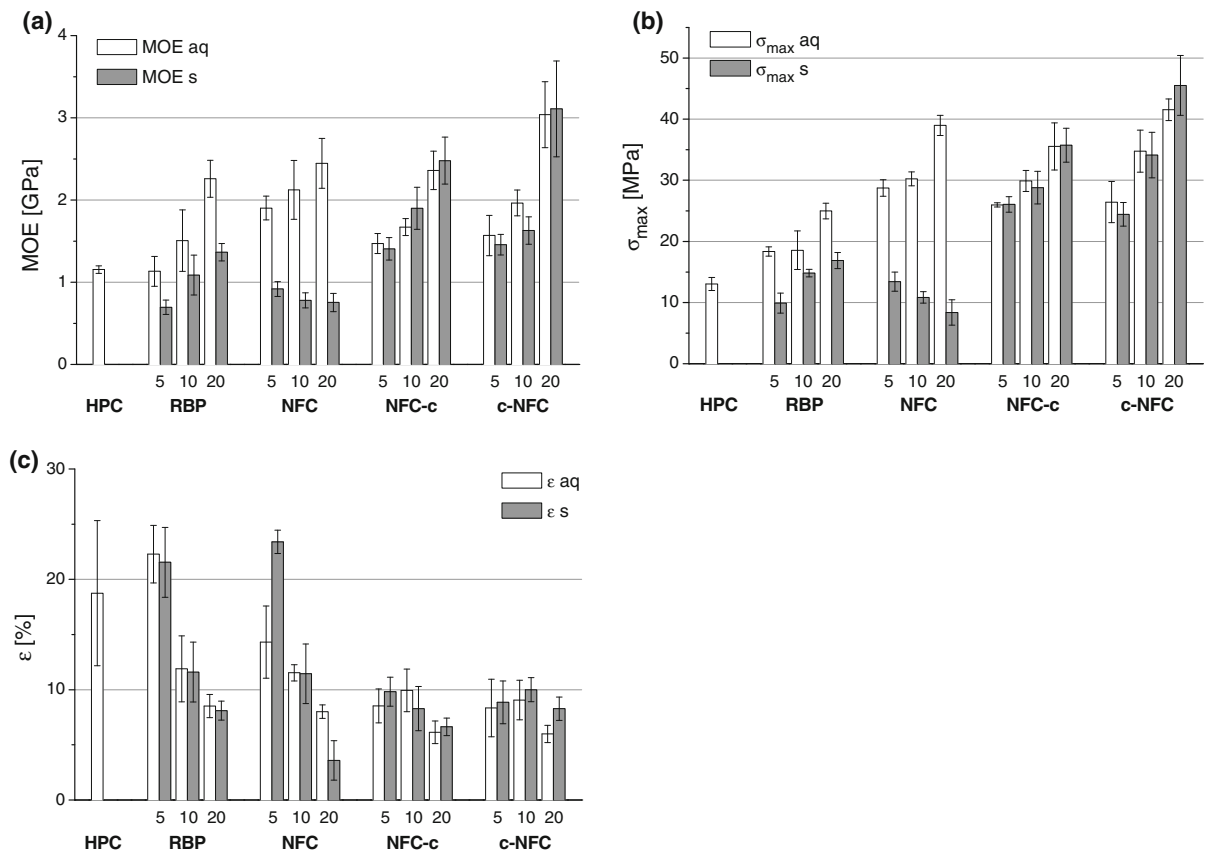 (a)
MOE aq
MOE s
MOE [GPa]
4
3
2
1
0
5 10 20 5 10 20 5 10 20 5 10 20
HPC RBP NFC NFC-c c-NFC
(b)
σmax aq
σmax s
σmax [MPa]
50
40
30
20
10
0
5 10 20 5 10 20 5 10 20 5 10 20
HPC RBP NFC NFC-c c-NFC
(c)
ε aq
ε s
ε [%]
30
20
10
0
5 10 20 5 10 20 5 10 20 5 10 20
HPC RBP NFC NFC-c c-NFC